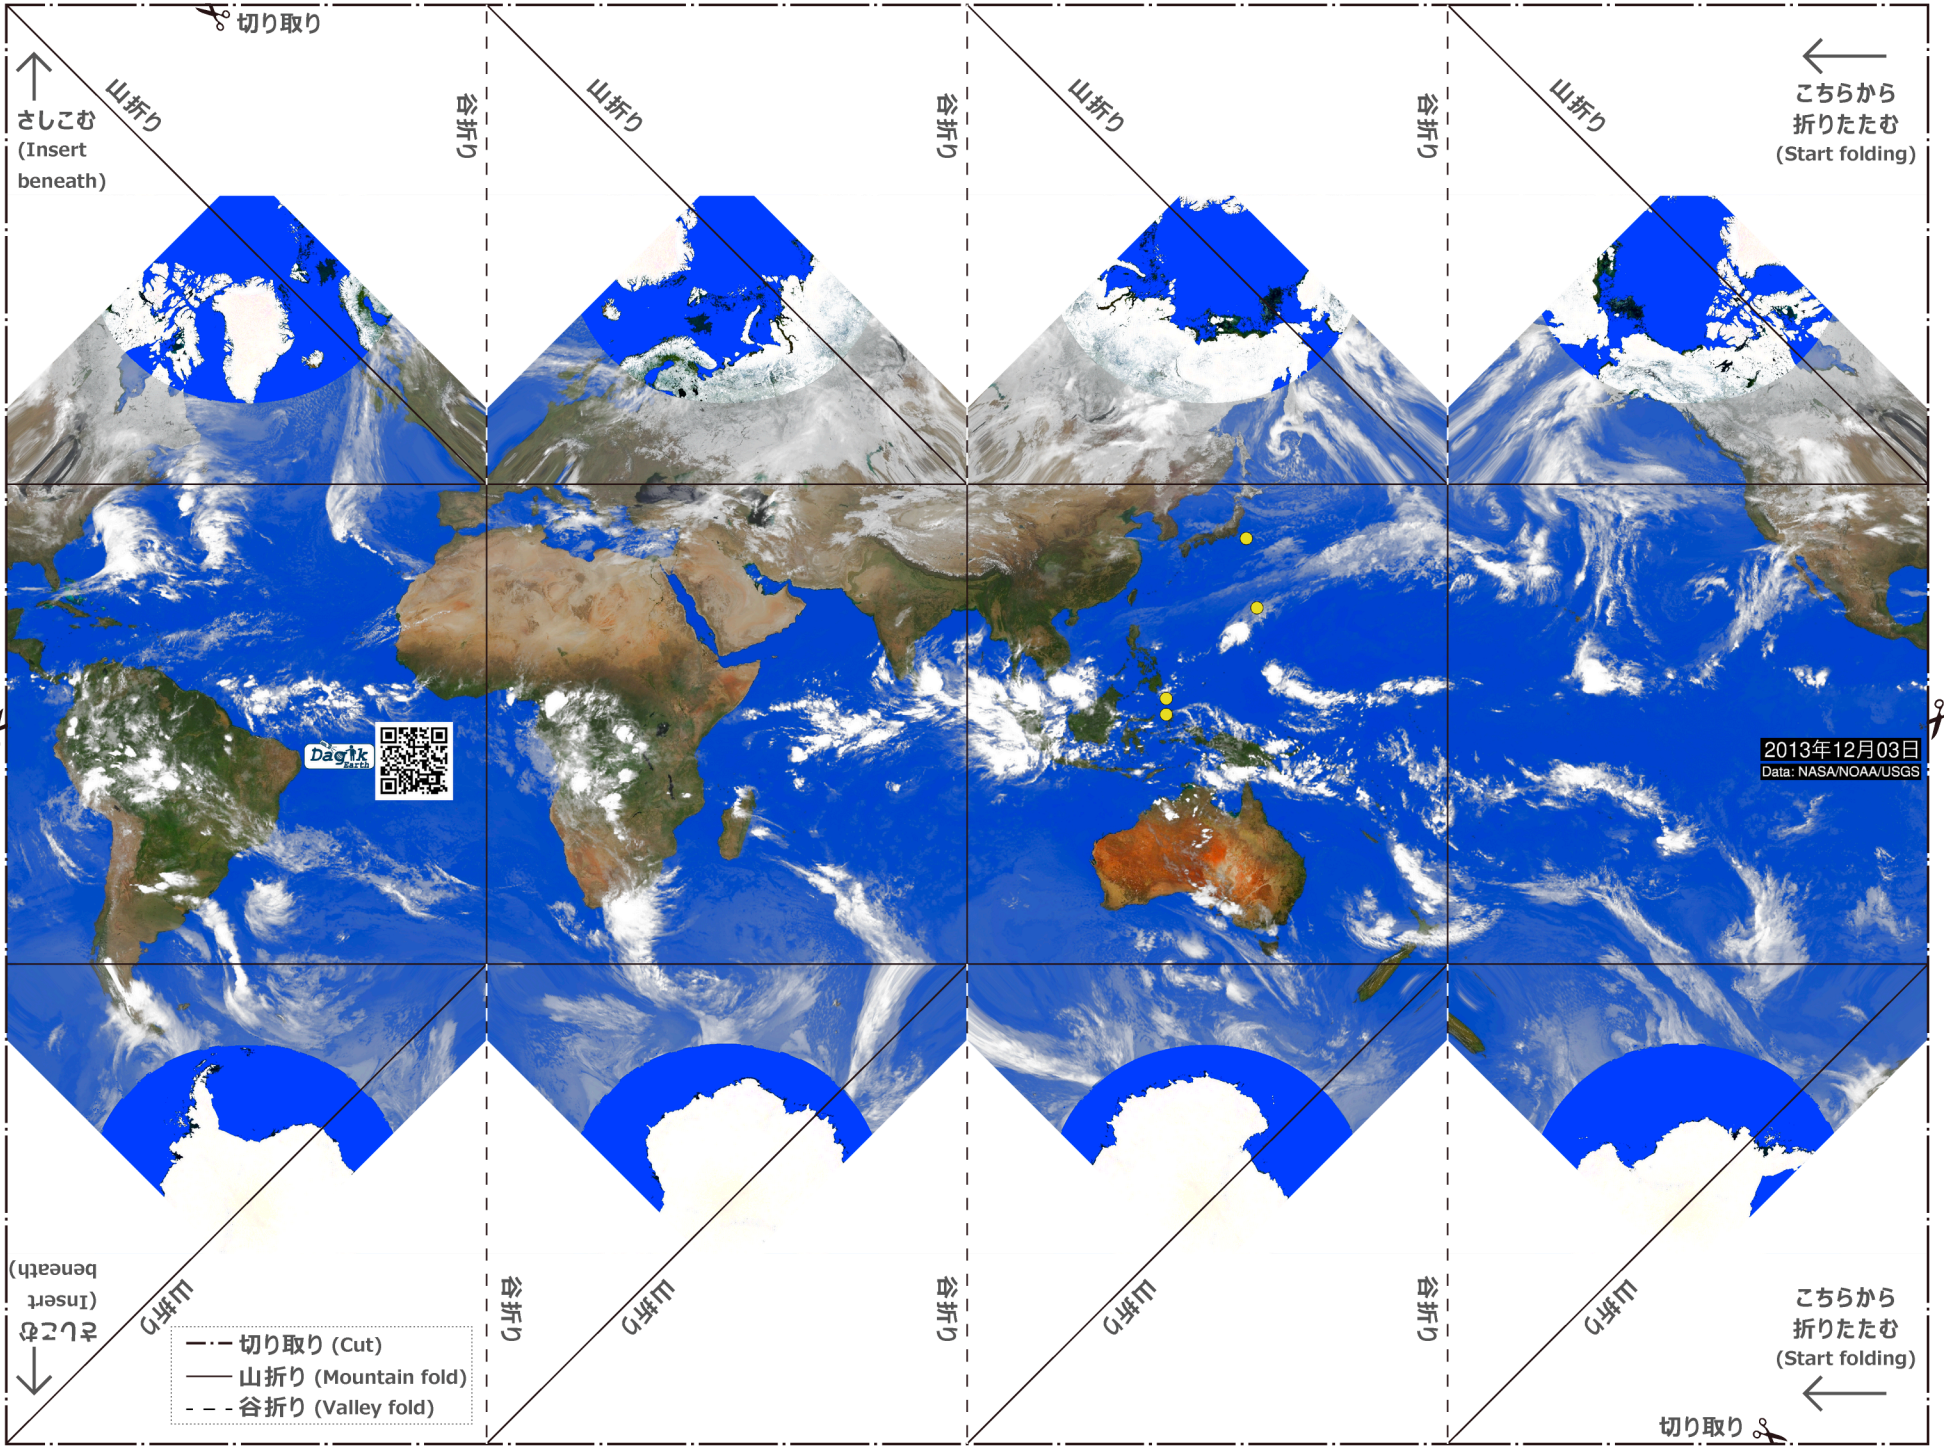 切り取り
こちらから
折りたたむ
(Start folding)
さしこむ
(Insert
beneath)
山折り
谷折り
山折り
谷折り
山折り
谷折り
山折り
Dagik
Earth
2013年12月03日
Data: NASA/NOAA/USGS
さしこむ
(Insert
beneath)
山折り
谷折り
山折り
谷折り
山折り
谷折り
山折り
こちらから
折りたたむ
(Start folding)
切り取り (Cut)
山折り (Mountain fold)
谷折り (Valley fold)
切り取り